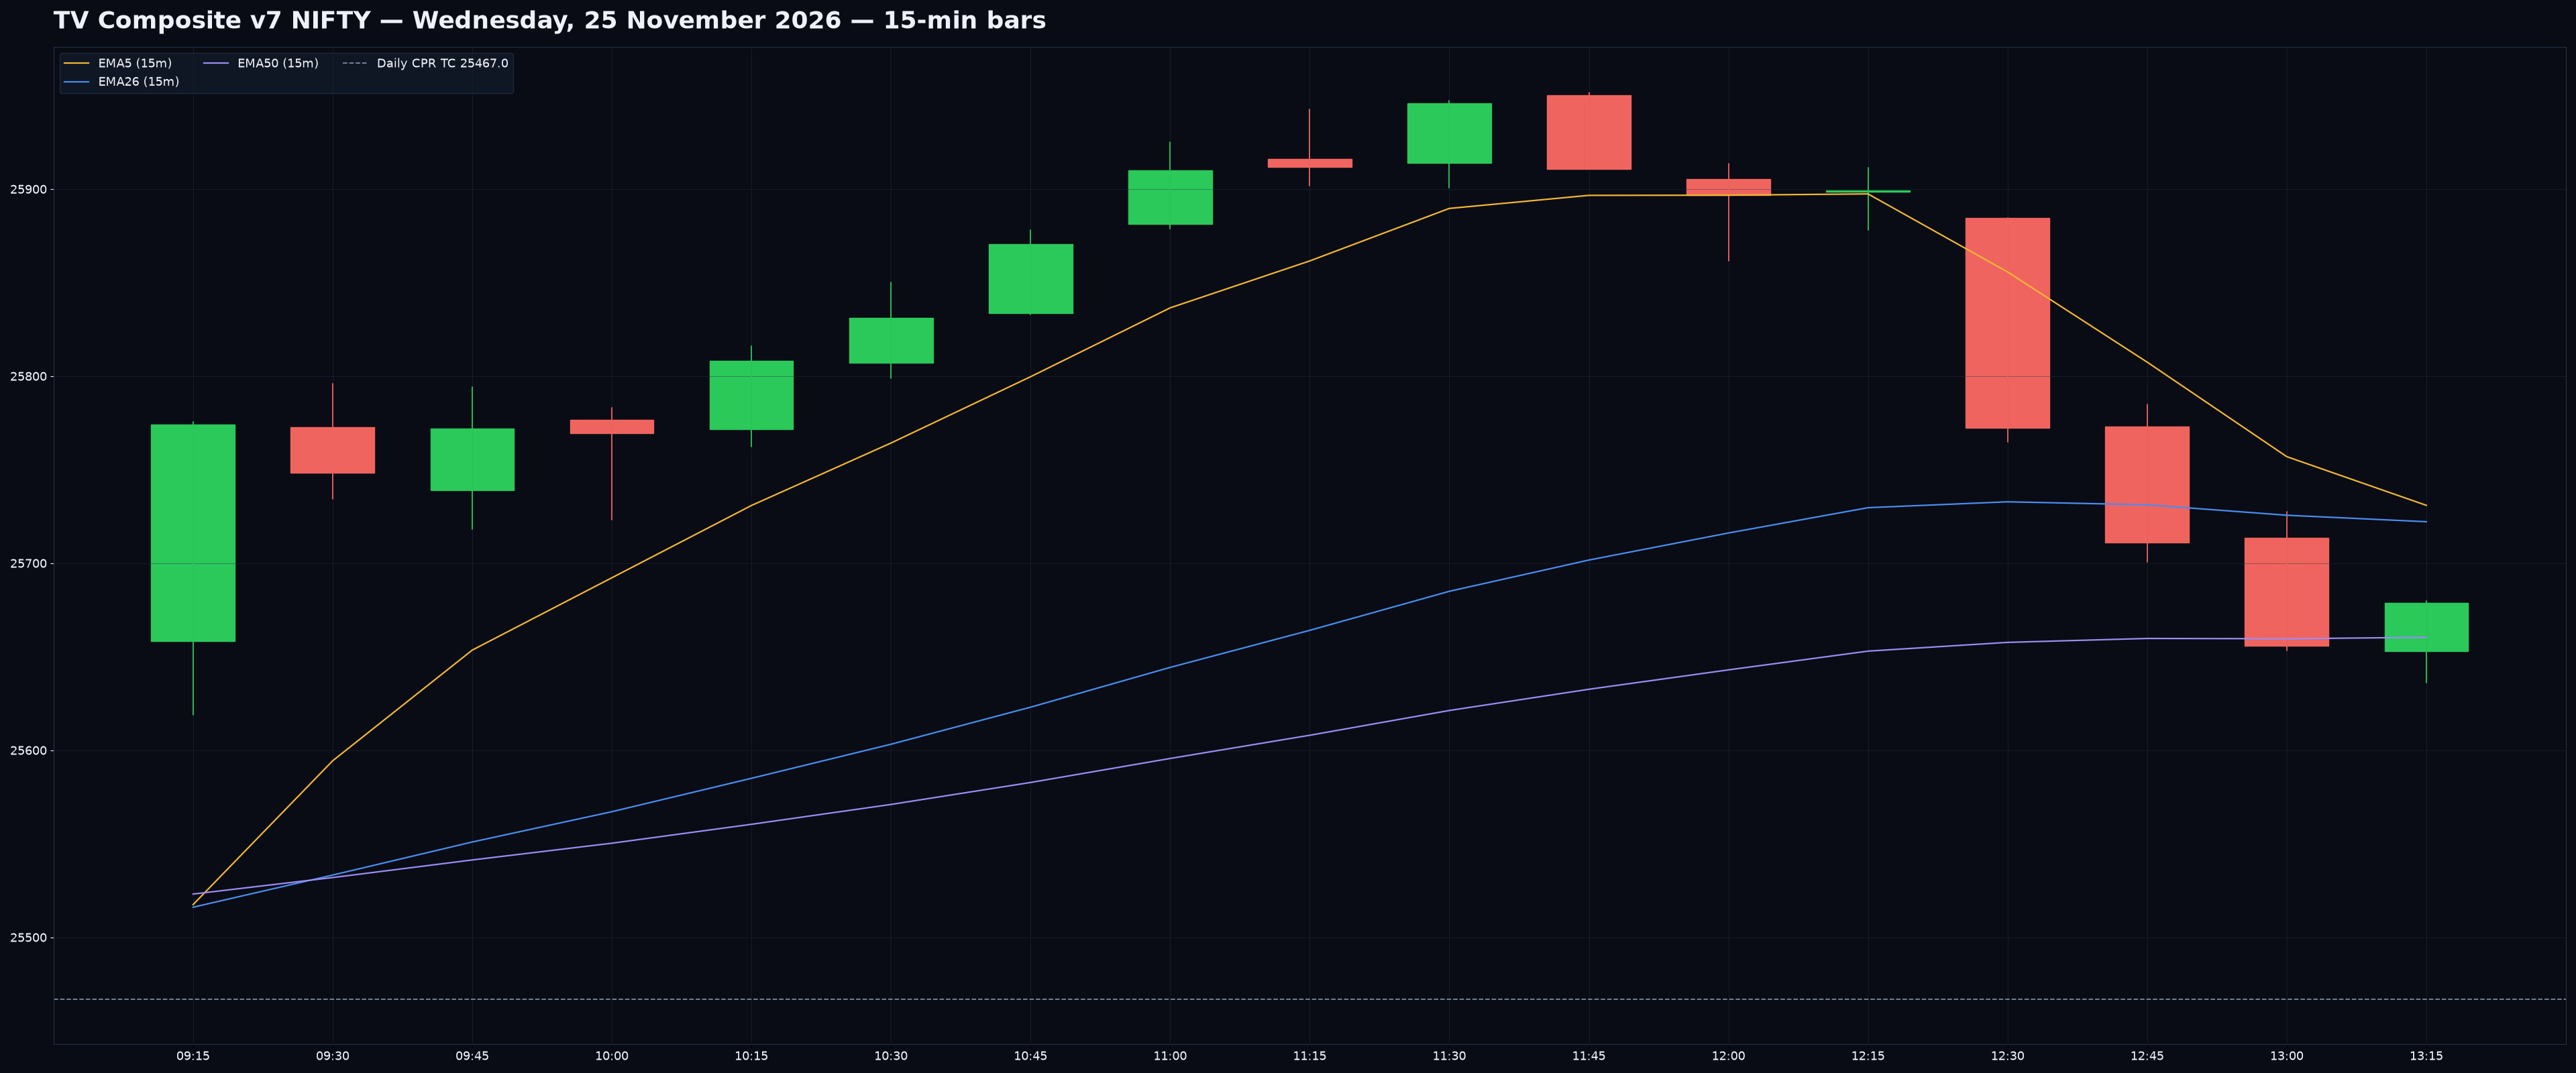 TV Composite v7 NIFTY — Wednesday, 25 November 2026 — 15-min bars
EMA5 (15m) EMA50 (15m) Daily CPR TC 25467.0
EMA26 (15m)
25900
25800
25700
25600
25500
09:15 09:30 09:45 10:00 10:15 10:30 10:45 11:00 11:15 11:30 11:45 12:00 12:15 12:30 12:45 13:00 13:15